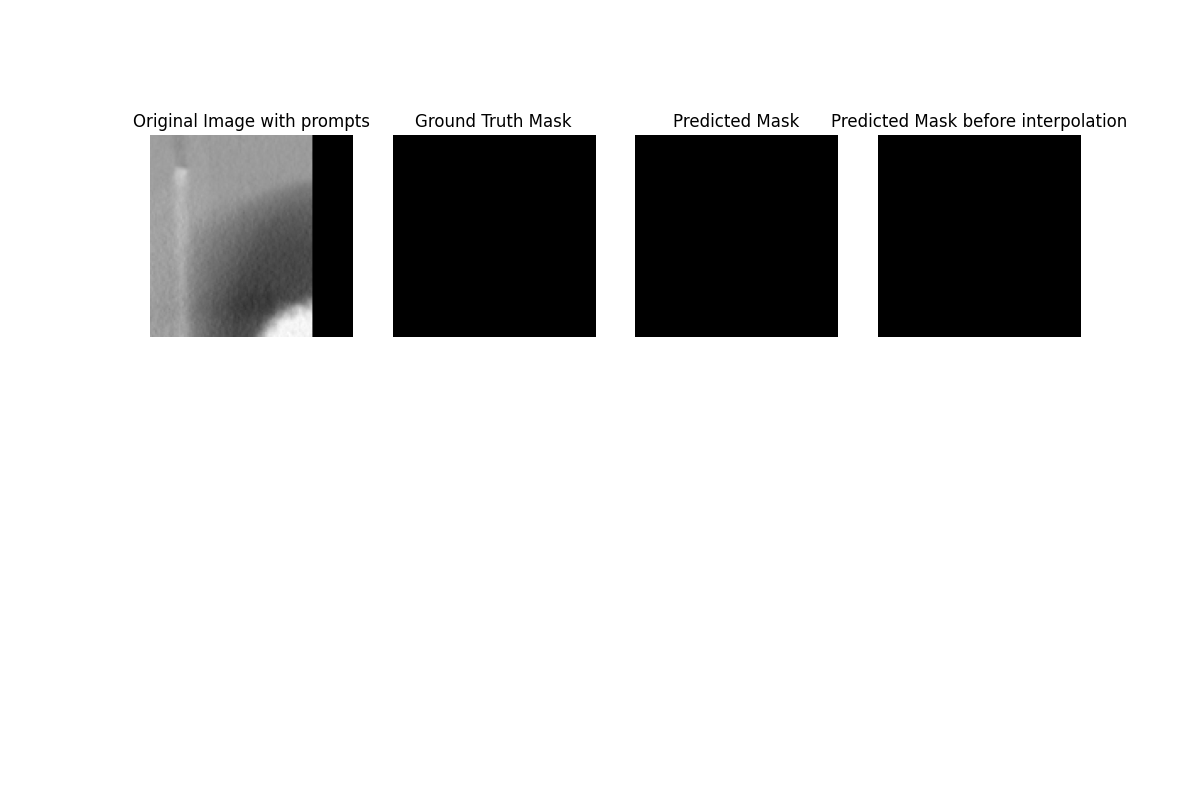 Original Image with prompts
Ground Truth Mask
Predicted Mask
Predicted Mask before interpolation